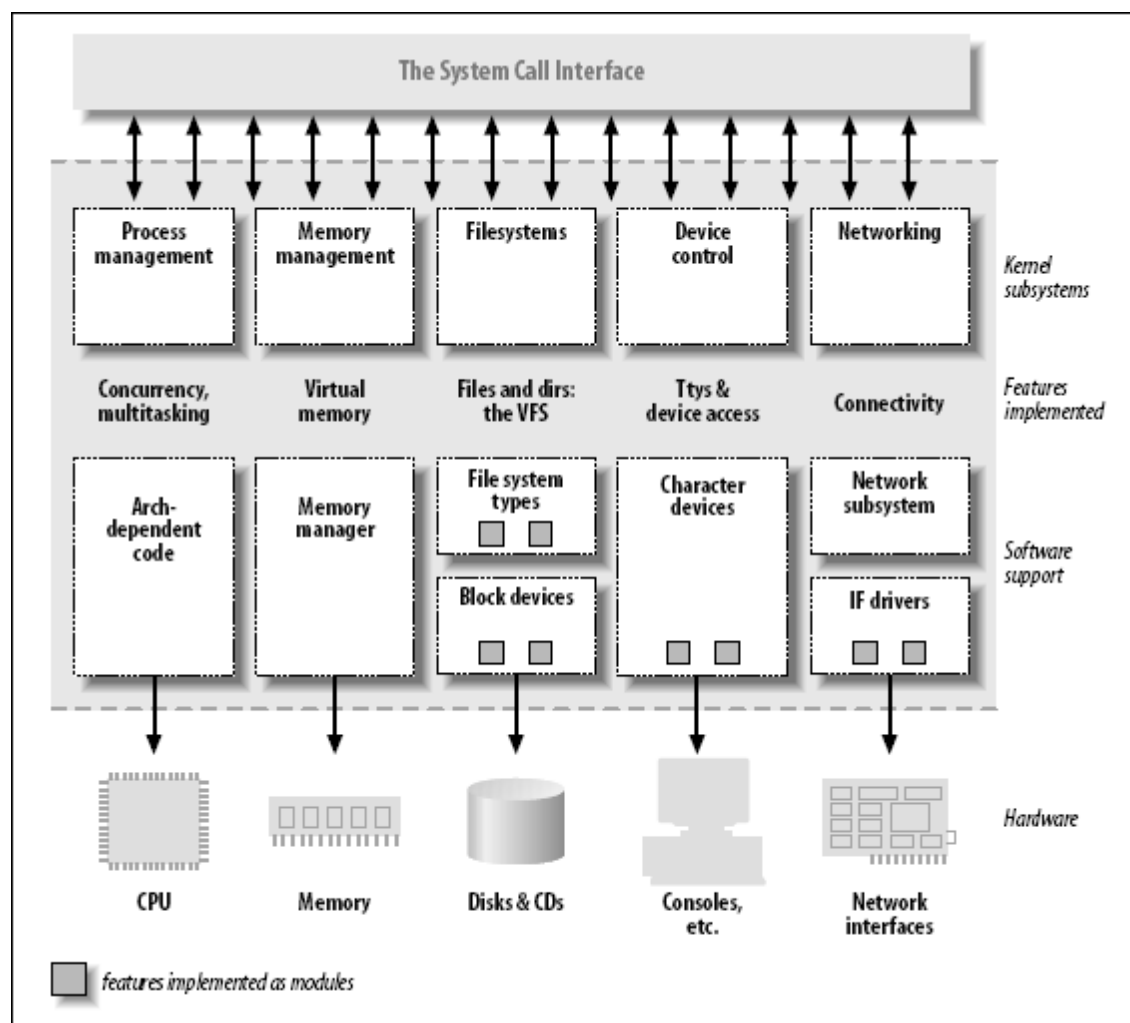 The System Call Interface
Process
management
Memory
management
Filesystems
Device
control
Networking
Kernel
subsystems
Concurrency,
multitasking
Virtual
memory
Files and dirs:
the VFS
Ttys &
device access
Connectivity
Features
implemented
Arch-
dependent
code
Memory
manager
File system
types
Block devices
Character
devices
Network
subsystem
IF drivers
Software
support
CPU
Memory
Disks & CDs
Consoles,
etc.
Network
interfaces
Hardware
features implemented as modules